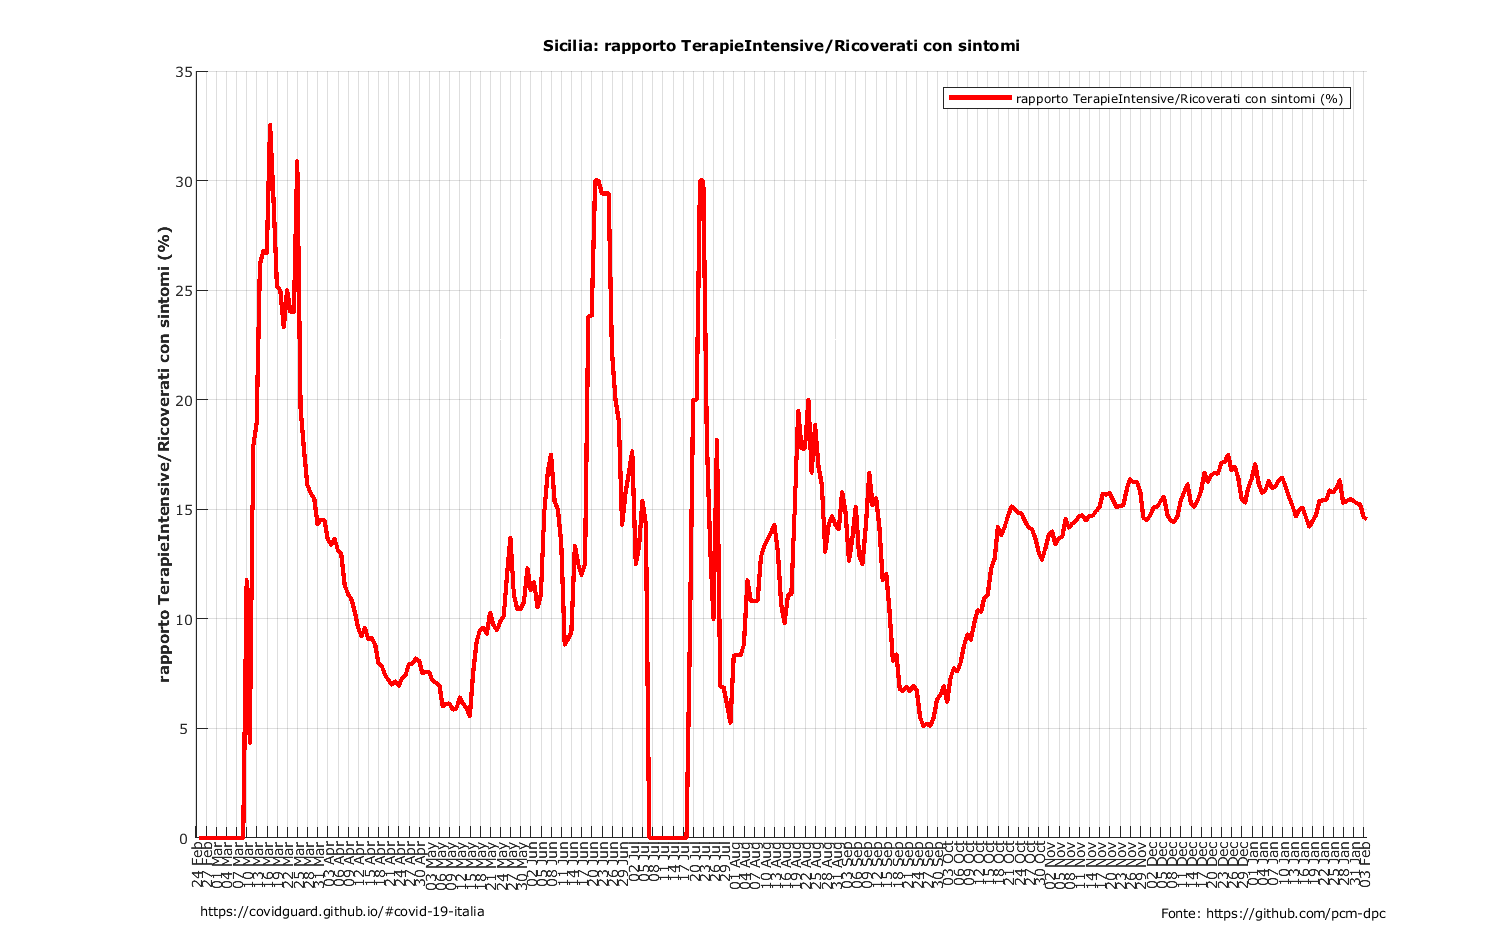 Sicilia: rapporto TerapieIntensive/Ricoverati con sintomi
rapporto TerapieIntensive/Ricoverati con sintomi (%)
rapporto TerapieIntensive/Ricoverati con sintomi (%)
35
30
25
20
15
10
5
0
24 Feb
27 Feb
01 Mar
04 Mar
07 Mar
10 Mar
13 Mar
16 Mar
19 Mar
22 Mar
25 Mar
28 Mar
31 Mar
03 Apr
06 Apr
09 Apr
12 Apr
15 Apr
18 Apr
21 Apr
24 Apr
27 Apr
30 Apr
03 May
06 May
09 May
12 May
15 May
18 May
21 May
24 May
27 May
30 May
02 Jun
05 Jun
08 Jun
11 Jun
14 Jun
17 Jun
20 Jun
23 Jun
26 Jun
29 Jun
02 Jul
05 Jul
08 Jul
11 Jul
14 Jul
17 Jul
20 Jul
23 Jul
26 Jul
29 Jul
01 Aug
04 Aug
07 Aug
10 Aug
13 Aug
16 Aug
19 Aug
22 Aug
25 Aug
28 Aug
31 Aug
03 Sep
06 Sep
09 Sep
12 Sep
15 Sep
18 Sep
21 Sep
24 Sep
27 Sep
30 Sep
03 Oct
06 Oct
09 Oct
12 Oct
15 Oct
18 Oct
21 Oct
24 Oct
27 Oct
30 Oct
02 Nov
05 Nov
08 Nov
11 Nov
14 Nov
17 Nov
20 Nov
23 Nov
26 Nov
29 Nov
02 Dec
05 Dec
08 Dec
11 Dec
14 Dec
17 Dec
20 Dec
23 Dec
26 Dec
29 Dec
01 Jan
04 Jan
07 Jan
10 Jan
13 Jan
16 Jan
19 Jan
22 Jan
25 Jan
28 Jan
31 Jan
03 Feb
https://covidguard.github.io/#covid-19-italia
Fonte: https://github.com/pcm-dpc